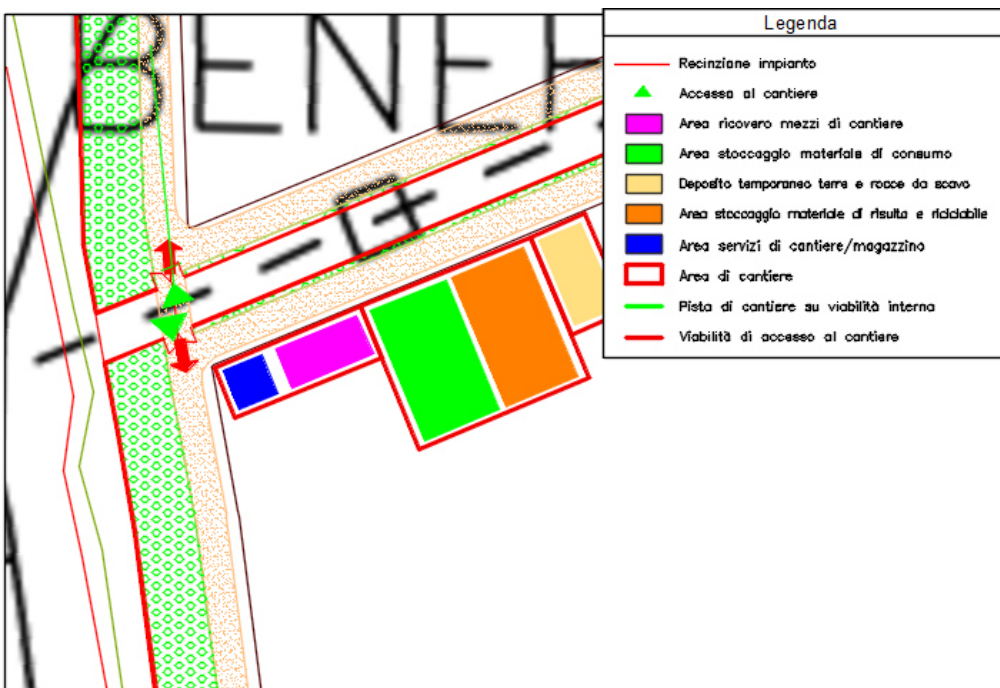 BENEF
Legenda
Recinzione impianto
Accesso al cantiere
Area ricovero mezzi di cantiere
Area stoccaggio materiale di consumo
Deposito temporaneo terre e rocce da scavo
Area stoccaggio materiale di risulta e riciclabile
Area servizi di cantiere/magazzino
Area di cantiere
Pista di cantiere su viabilità interna
Viabilità di accesso al cantiere